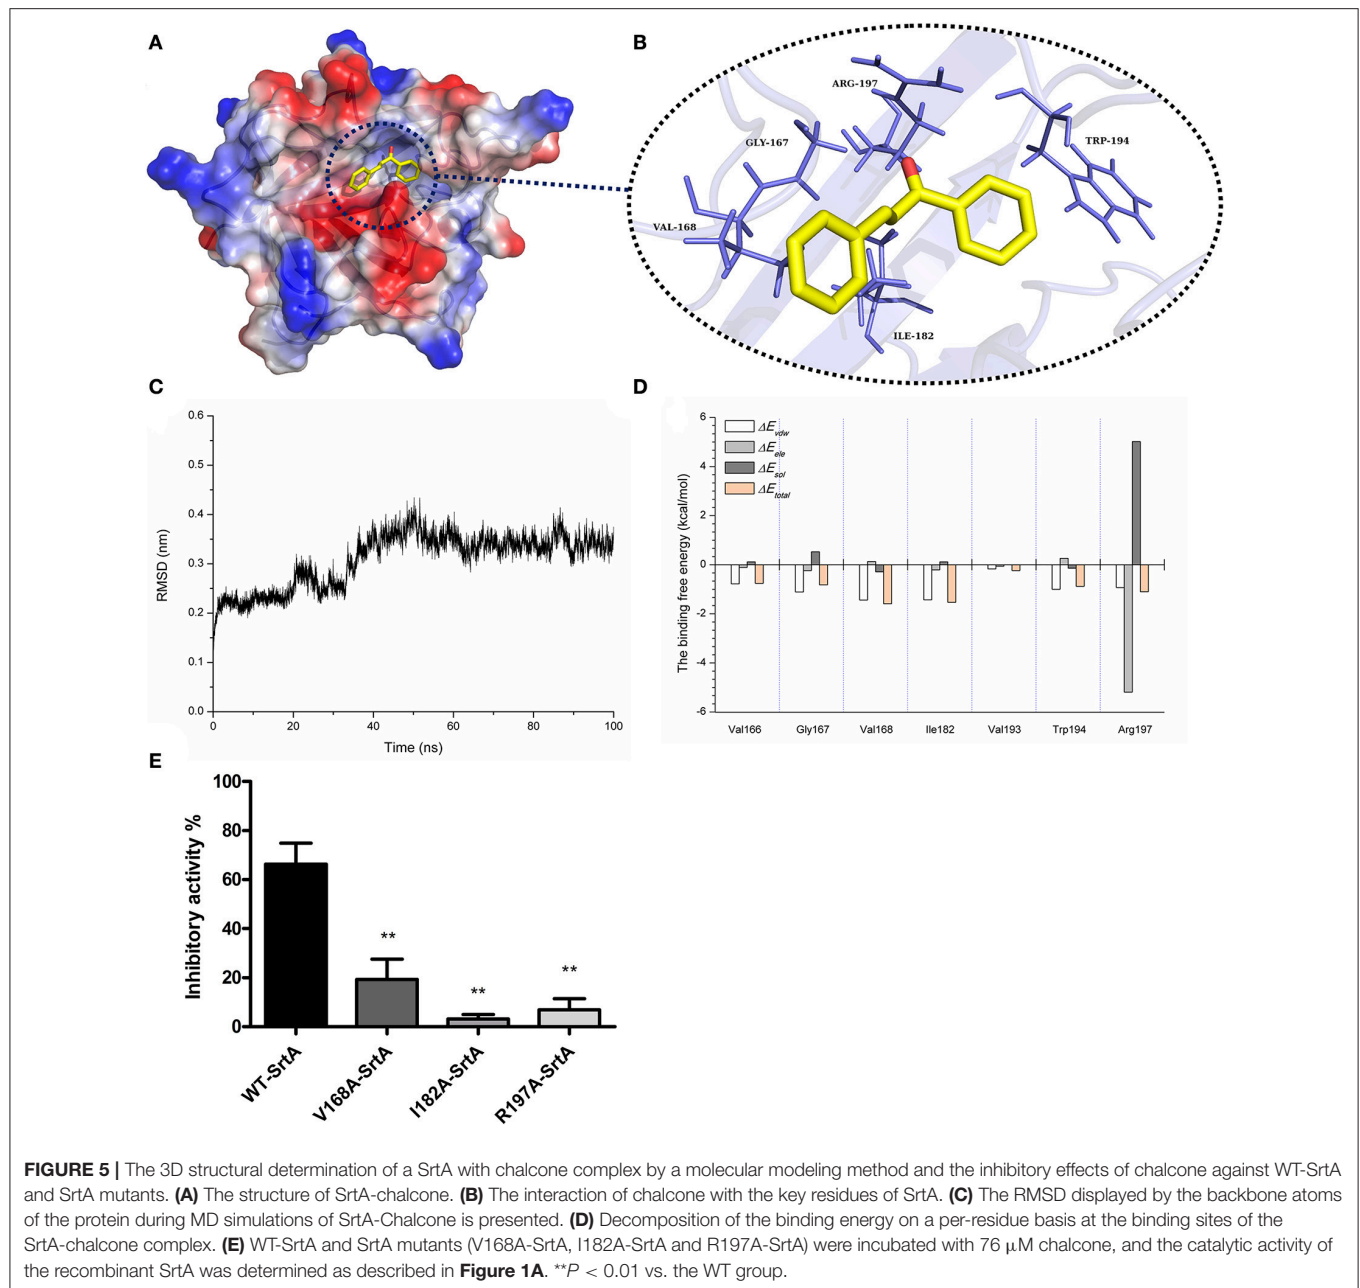 A
B
ARG-197
GLY-167
TRP-194
VAL-168
ILE-182
C
0.6
0.5
0.4
0.3
0.2
0.1
0.0
RMSD (nm)
0 20 40 60 80 100
Time (ns)
D
6
4
2
0
-2
-4
-6
The binding free energy (kcal/mol)
ΔEvdw
ΔEele
ΔEsol
ΔEtotal
Val166 Gly167 Val168 Ile182 Val193 Trp194 Arg197
E
100
80
60
40
20
0
Inhibitory activity %
**
**
**
WT-SrtA
V168A-SrtA
I182A-SrtA
R197A-SrtA
FIGURE 5 | The 3D structural determination of a SrtA with chalcone complex by a molecular modeling method and the inhibitory effects of chalcone against WT-SrtA
and SrtA mutants. (A) The structure of SrtA-chalcone. (B) The interaction of chalcone with the key residues of SrtA. (C) The RMSD displayed by the backbone atoms
of the protein during MD simulations of SrtA-Chalcone is presented. (D) Decomposition of the binding energy on a per-residue basis at the binding sites of the
SrtA-chalcone complex. (E) WT-SrtA and SrtA mutants (V168A-SrtA, I182A-SrtA and R197A-SrtA) were incubated with 76 μM chalcone, and the catalytic activity of
the recombinant SrtA was determined as described in Figure 1A. **P < 0.01 vs. the WT group.